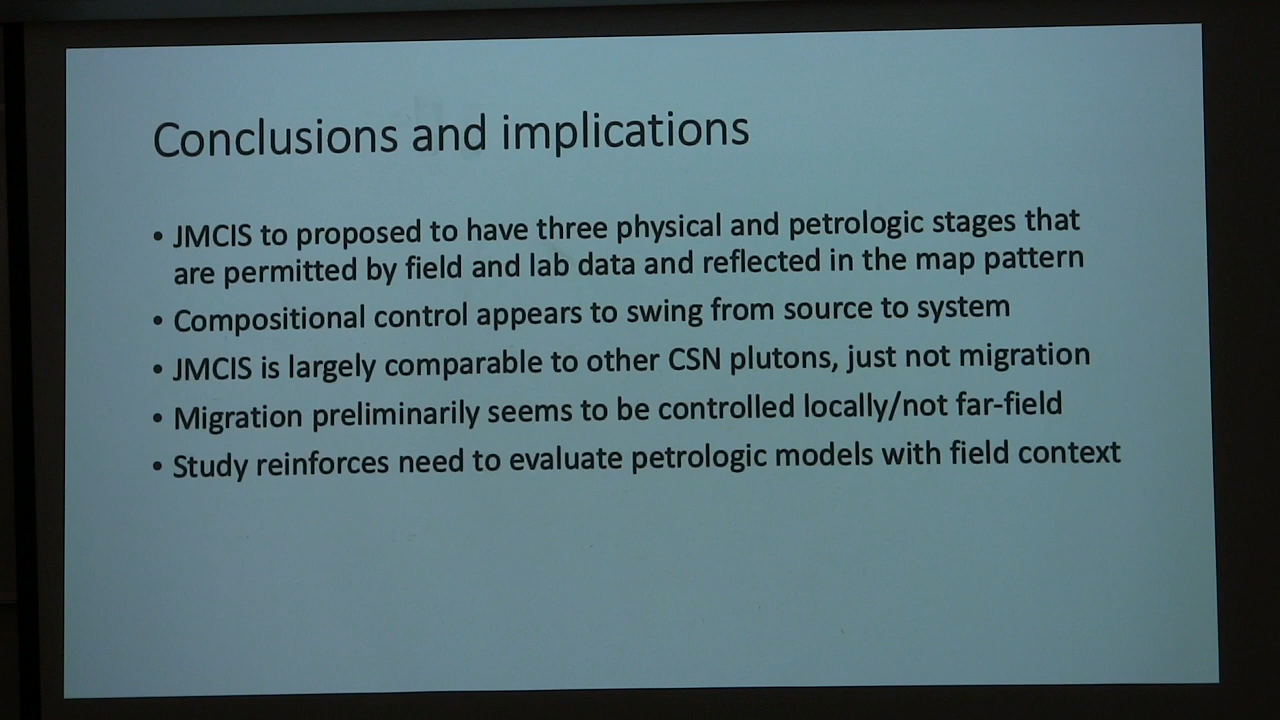 Conclusions and implications
• JMCIS to proposed to have three physical and petrologic stages that
are permitted by field and lab data and reflected in the map pattern
• Compositional control appears to swing from source to system
• JMCIS is largely comparable to other CSN plutons, just not migration
• Migration preliminarily seems to be controlled locally/not far-field
• Study reinforces need to evaluate petrologic models with field context